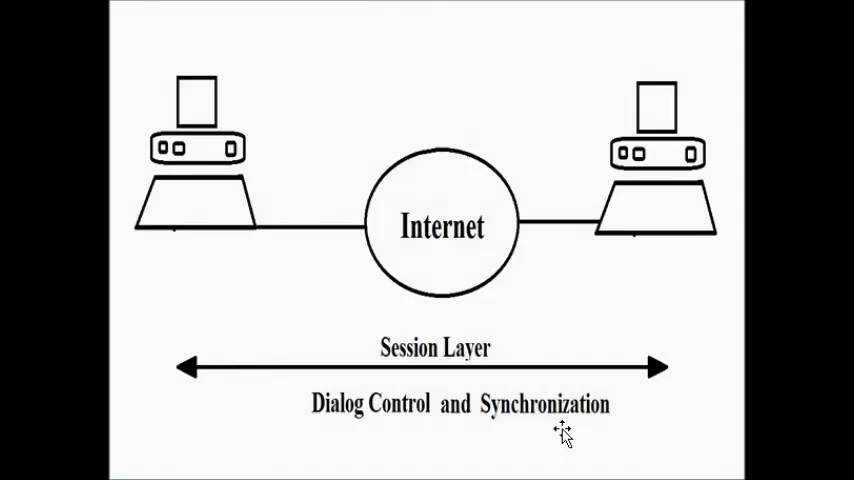 Internet
Session Layer
Dialog Control and Synchronization